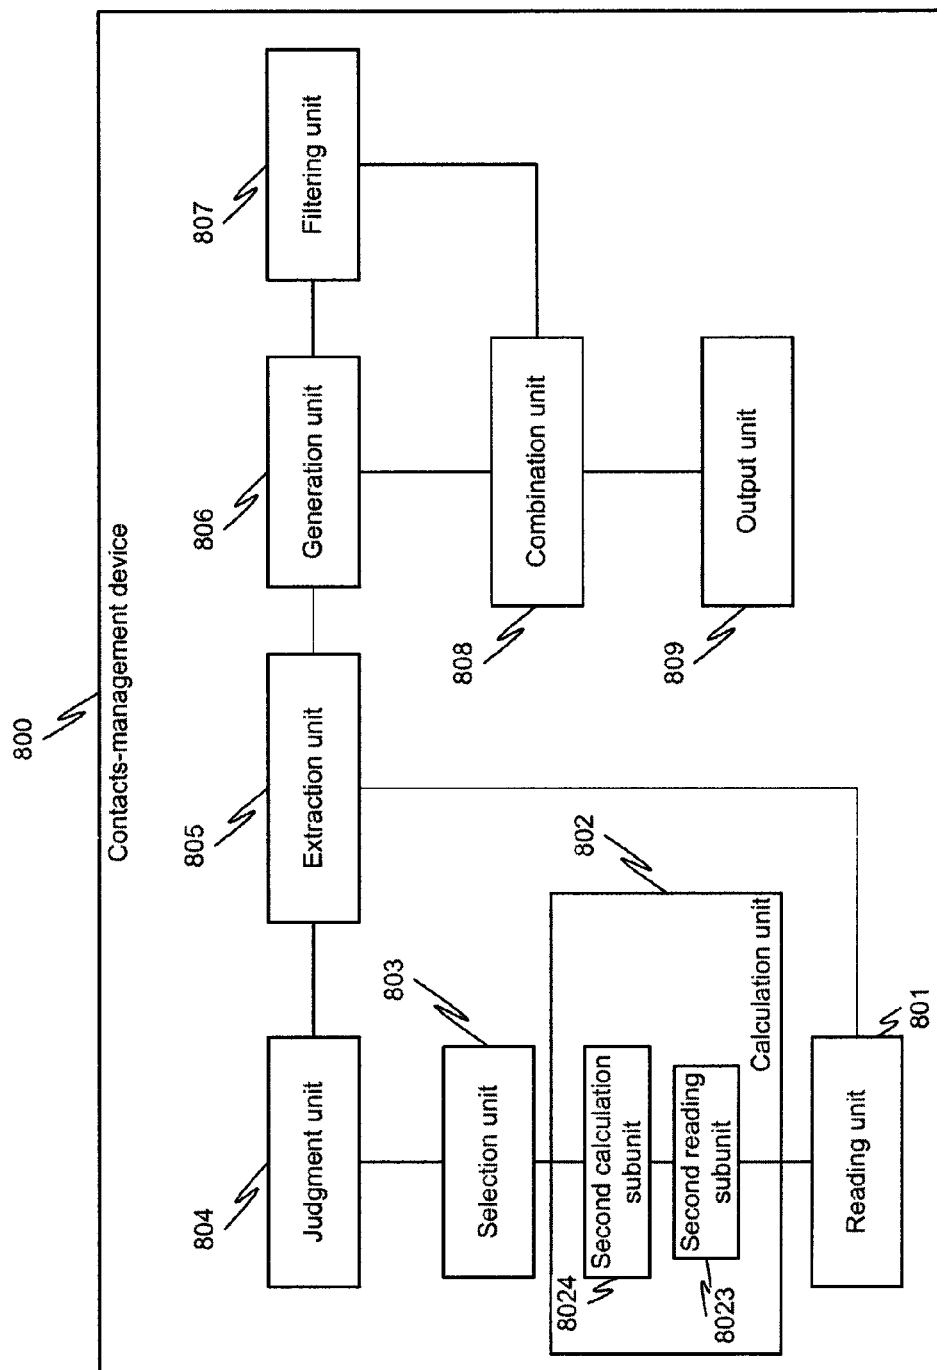 800
Contacts-management device
804
Judgment unit
805
Extraction unit
806
Generation unit
807
Filtering unit
803
Selection unit
808
Combination unit
802
8024
Second calculation
subunit
8023
Second reading
subunit
Calculation unit
809
Output unit
801
Reading unit